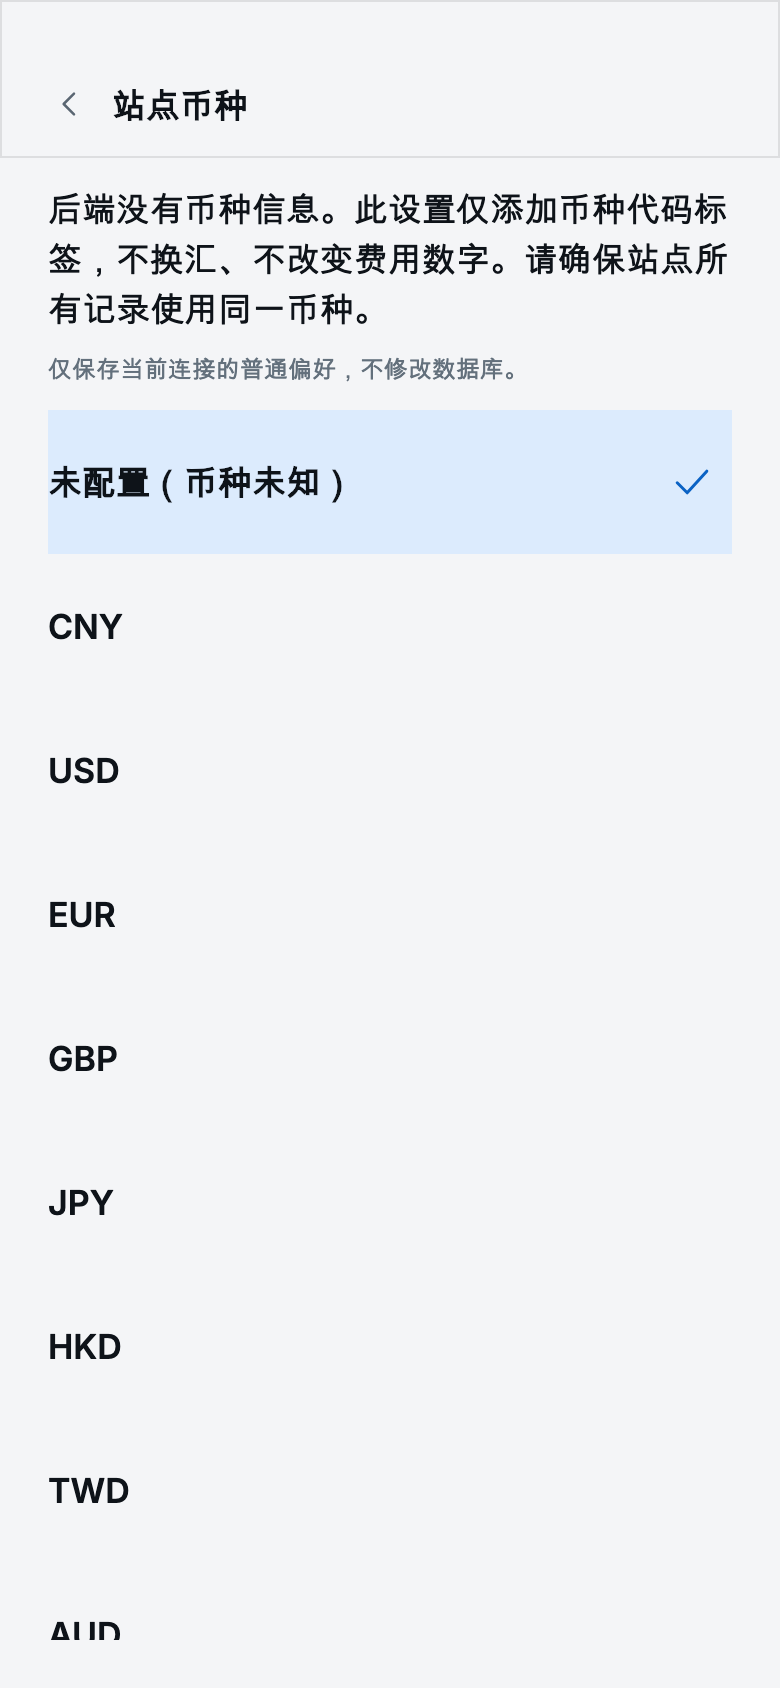 站点币种
后端没有币种信息。此设置仅添加币种代码标
签，不换汇、不改变费用数字。请确保站点所
有记录使用同一币种。
仅保存当前连接的普通偏好，不修改数据库。
未配置（币种未知）
CNY
USD
EUR
GBP
JPY
HKD
TWD
AUD